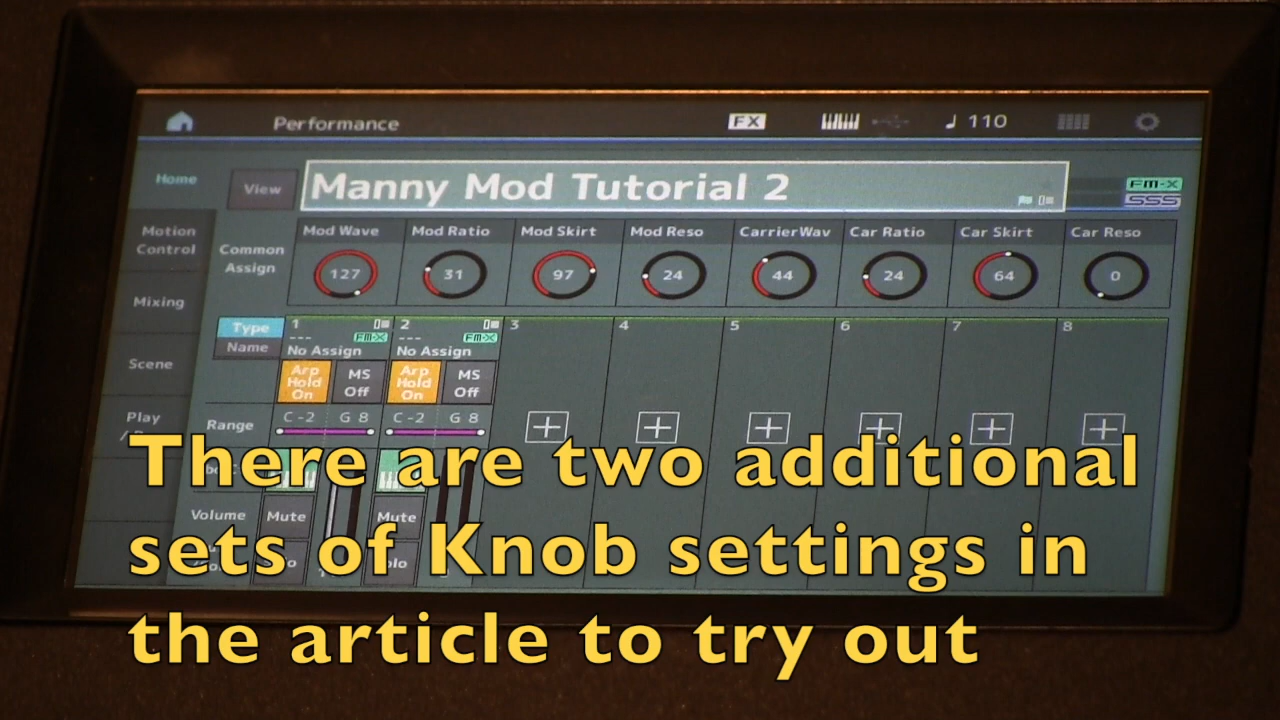 Performance
FX
110
Home
View
Manny Mod Tutorial 2
FM-X
SSS
Motion
Control
Common
Assign
Mod Wave
Mod Ratio
Mod Skirt
Mod Reso
CarrierWav
Car Ratio
Car Skirt
Car Reso
127
31
97
24
44
24
64
0
Mixing
Scene
Play
Type
Name
1
---
FM-X
No Assign
2
---
FM-X
No Assign
3
4
5
6
7
8
Arp
Hold
On
MS
Off
Arp
Hold
On
MS
Off
Range
C -2
G 8
C -2
G 8
Volume
Mute
Mute
There are two additional
sets of Knob settings in
the article to try out